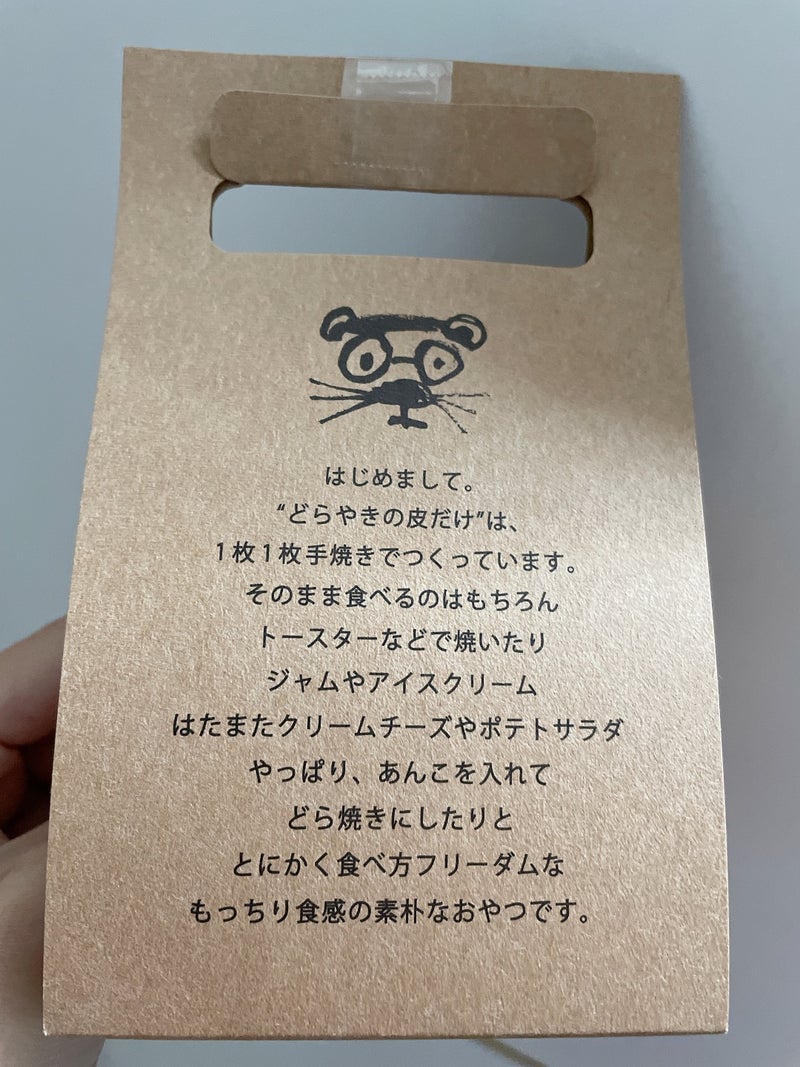 はじめまして。
“どらやきの皮だけ”は、
1枚1枚手焼きでつくっています。
そのまま食べるのはもちろん
トースターなどで焼いたり
ジャムやアイスクリーム
はたまたクリームチーズやポテトサラダ
やっぱり、あんこを入れて
どら焼きにしたりと
とにかく食べ方フリーダムな
もっちり食感の素朴なおやつです。